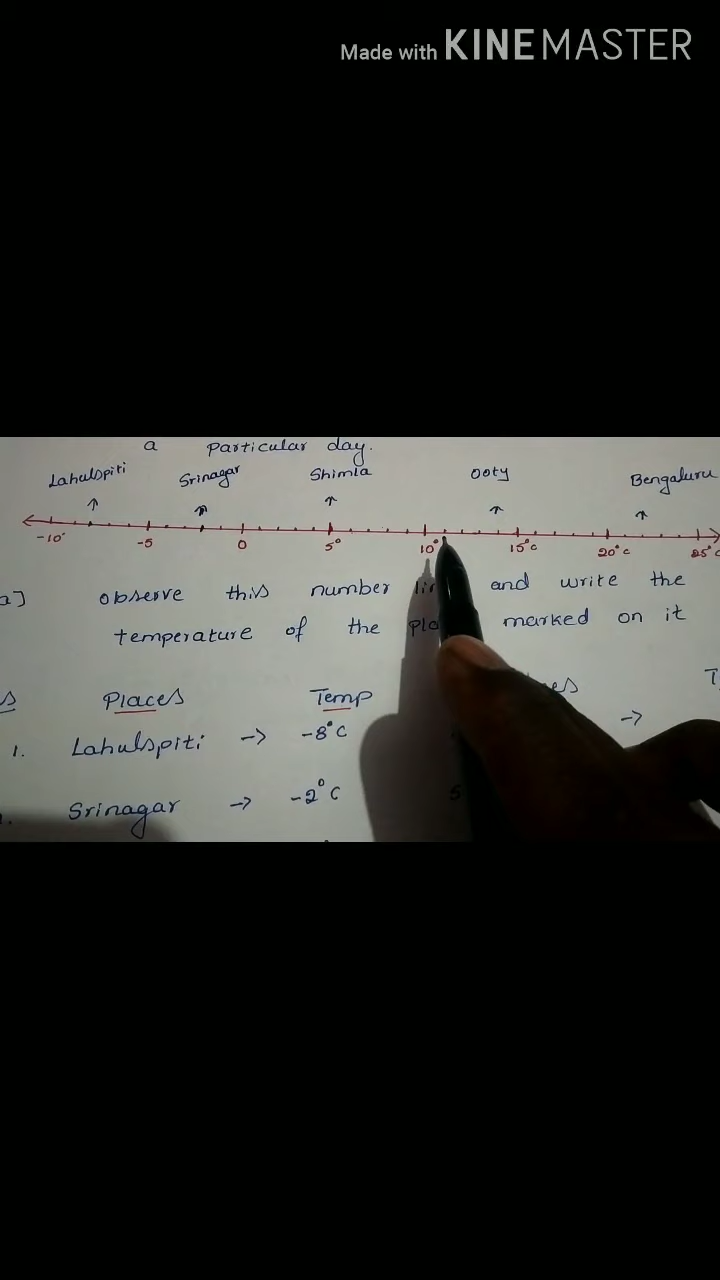 Made with KINEMASTER
a particular day.
Lahulspiti Srinagar Shimla Ooty Bengaluru
-10° -5 0 5° 10° 15°c 20°c 25°c
a] observe this number and write the
temperature of the marked on it
Places Temp
1. Lahulspiti -> -8°C ->
Srinagar -> -2°C